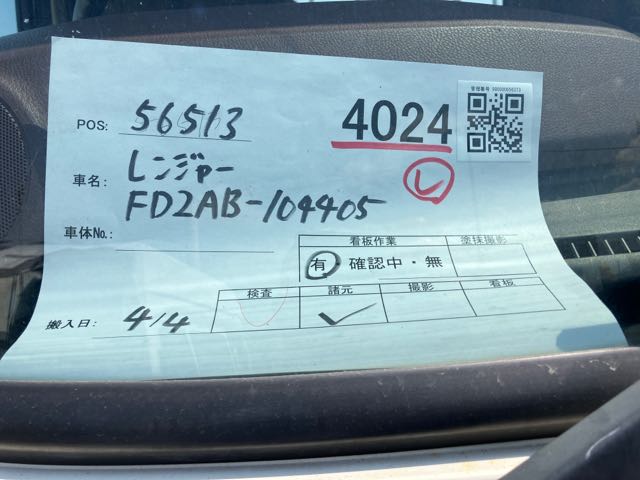 POS: 56513
4024
レ
車名: レンジャー
FD2AB-104405
車体No.:
看板作業 塗抹撮影
有・確認中・無
検査 諸元 撮影 看板
搬入日: 4/4